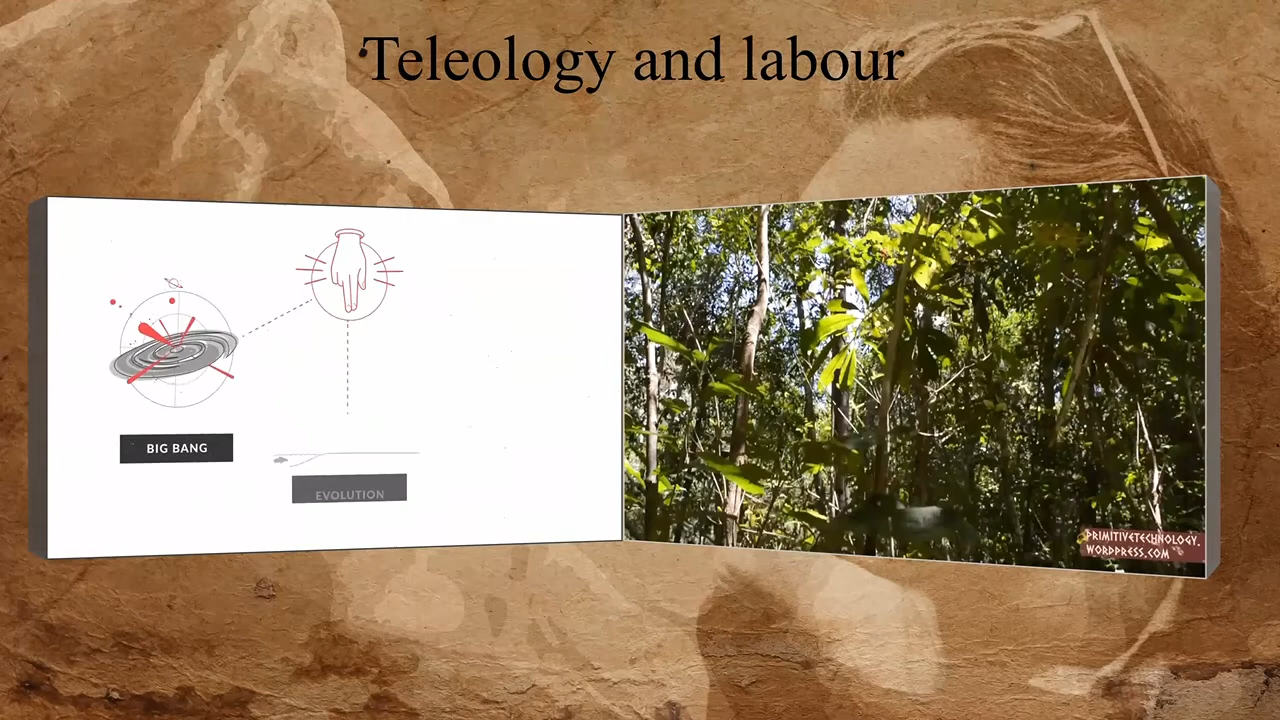 Teleology and labour
BIG BANG
EVOLUTION
PRIMITIVETECHNOLOGY.
WORDPRESS.COM